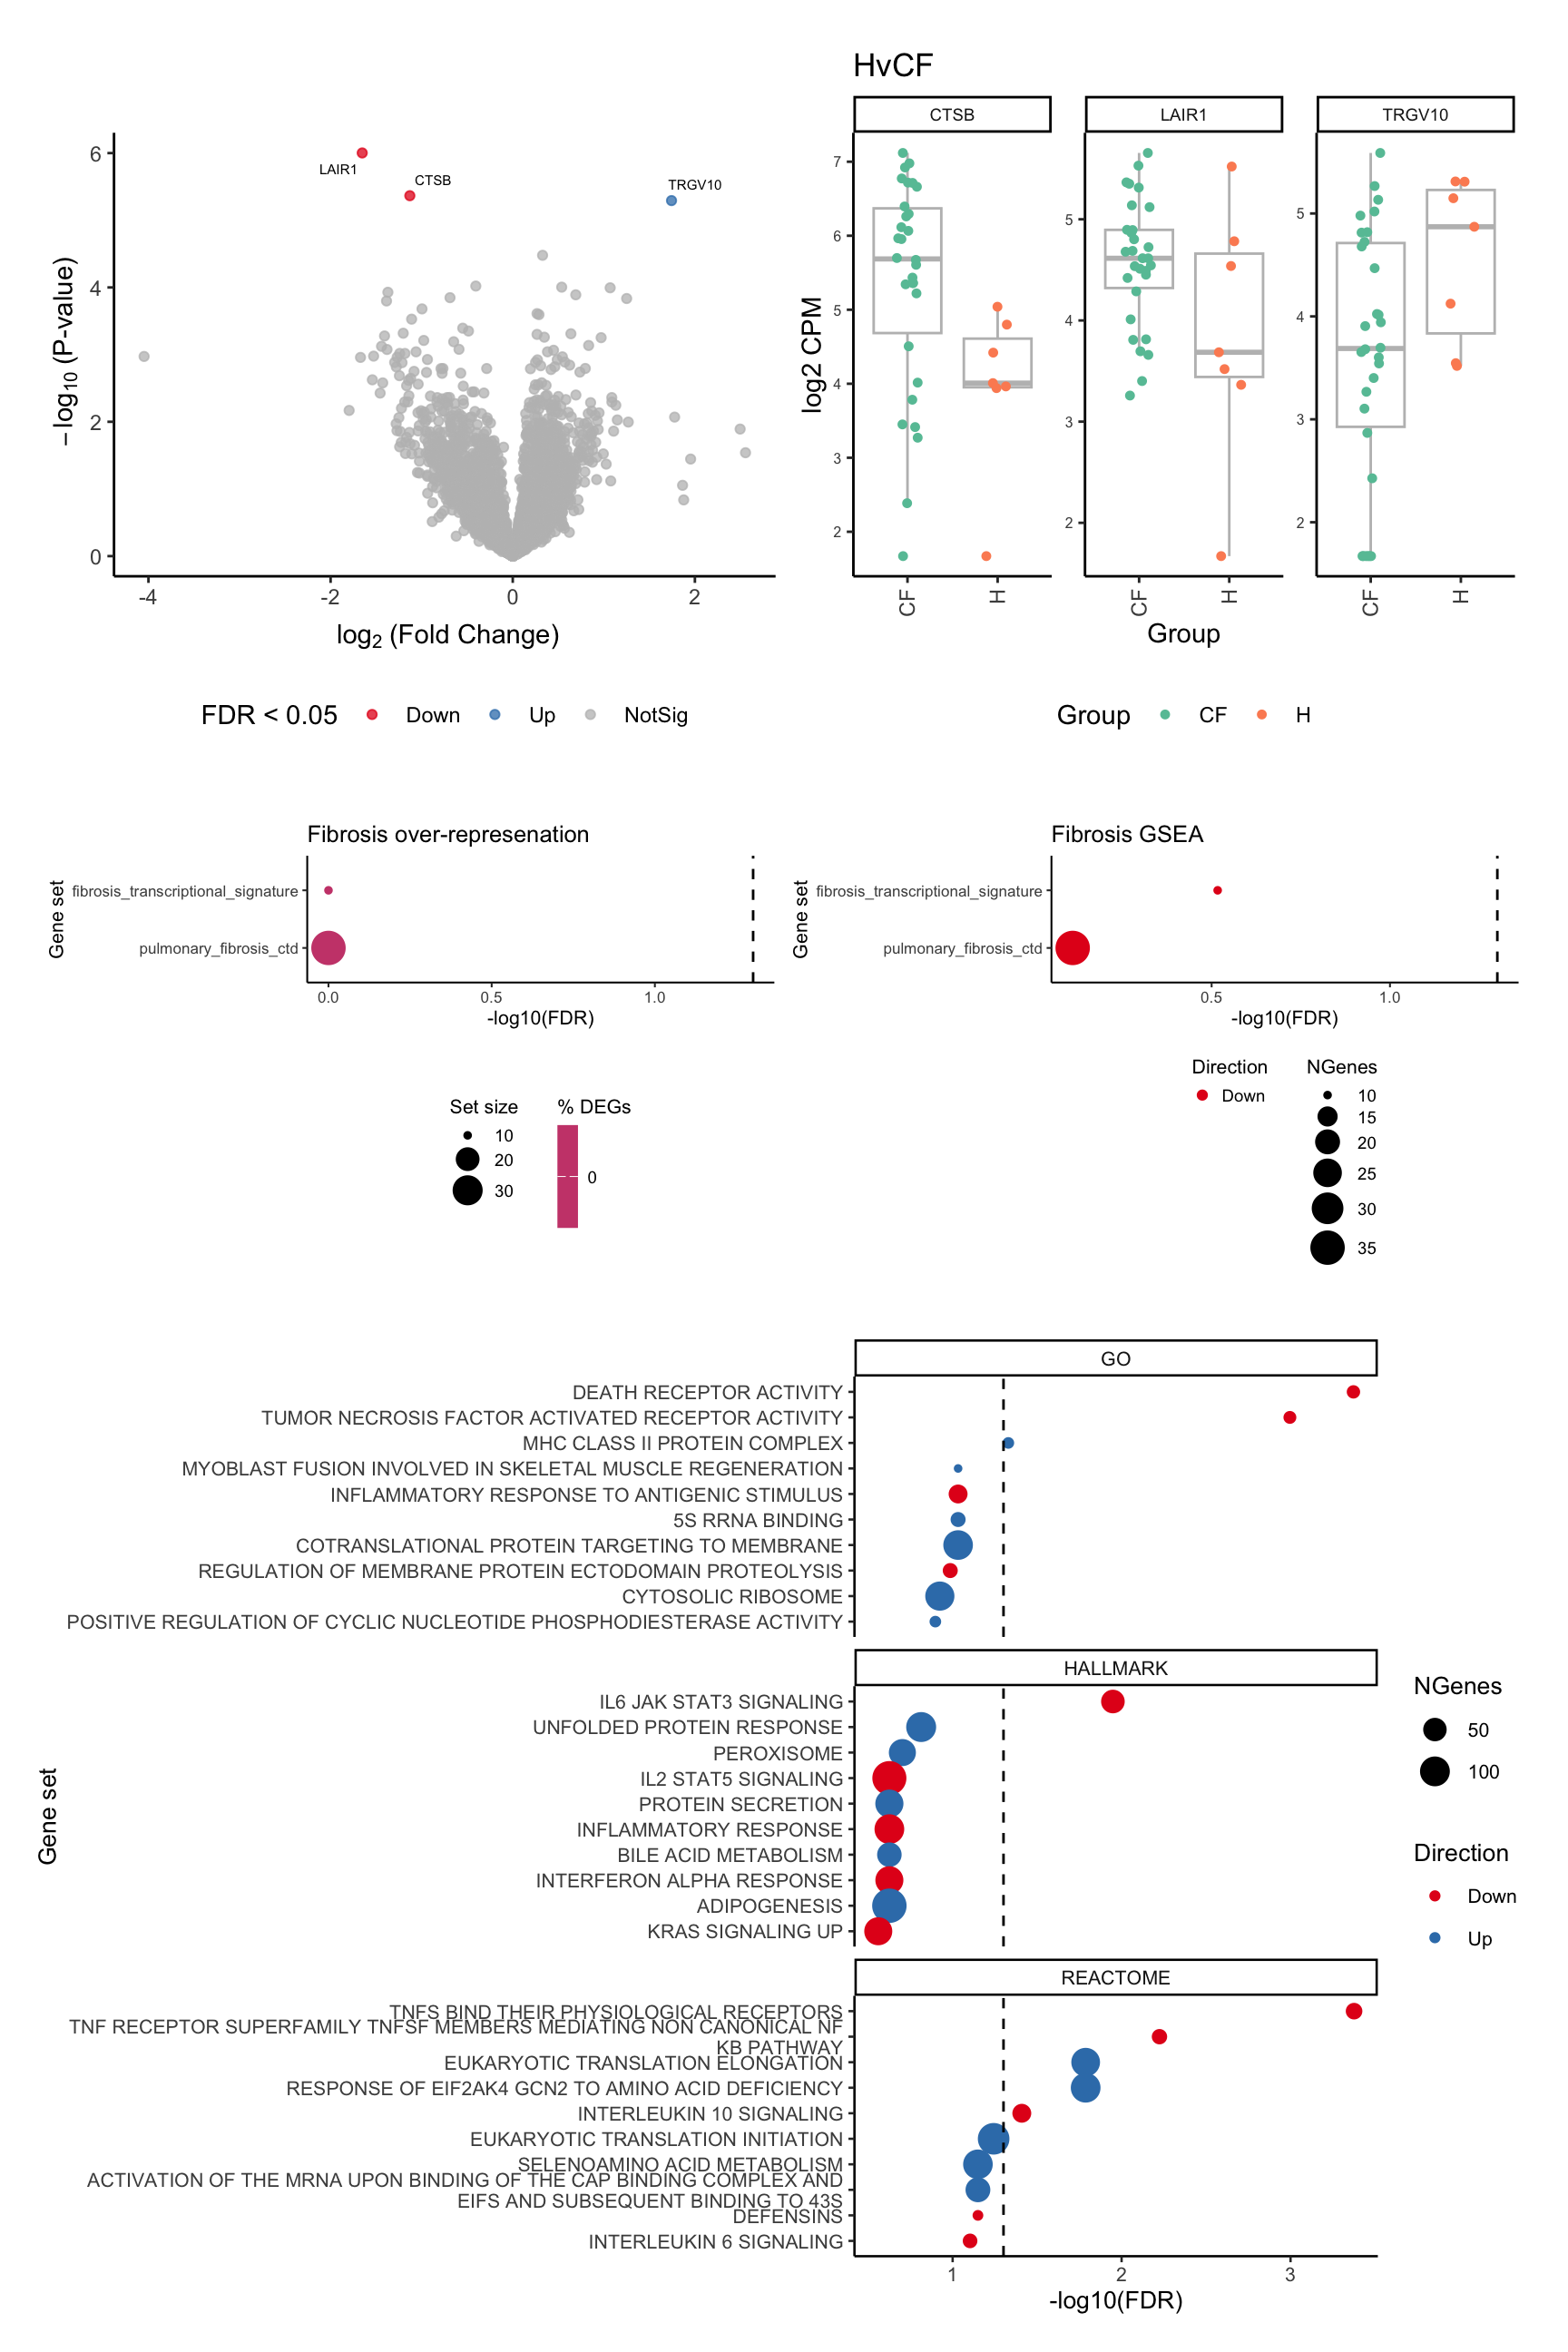 HvCF
6
4
2
0
-4
-2
0
2
LAIR1
CTSB
TRGV10
−log10 (P-value)
log2 (Fold Change)
FDR < 0.05
Down
Up
NotSig
CTSB
LAIR1
TRGV10
log2 CPM
7
6
5
4
3
2
5
4
3
2
5
4
3
2
CF
H
CF
H
CF
H
Group
Group
CF
H
Fibrosis over-represenation
Gene set
fibrosis_transcriptional_signature
pulmonary_fibrosis_ctd
0.0
0.5
1.0
-log10(FDR)
Set size
10
20
30
% DEGs
0
Fibrosis GSEA
Gene set
fibrosis_transcriptional_signature
pulmonary_fibrosis_ctd
0.5
1.0
-log10(FDR)
Direction
Down
NGenes
10
15
20
25
30
35
Gene set
GO
DEATH RECEPTOR ACTIVITY
TUMOR NECROSIS FACTOR ACTIVATED RECEPTOR ACTIVITY
MHC CLASS II PROTEIN COMPLEX
MYOBLAST FUSION INVOLVED IN SKELETAL MUSCLE REGENERATION
INFLAMMATORY RESPONSE TO ANTIGENIC STIMULUS
5S RRNA BINDING
COTRANSLATIONAL PROTEIN TARGETING TO MEMBRANE
REGULATION OF MEMBRANE PROTEIN ECTODOMAIN PROTEOLYSIS
CYTOSOLIC RIBOSOME
POSITIVE REGULATION OF CYCLIC NUCLEOTIDE PHOSPHODIESTERASE ACTIVITY
HALLMARK
IL6 JAK STAT3 SIGNALING
UNFOLDED PROTEIN RESPONSE
PEROXISOME
IL2 STAT5 SIGNALING
PROTEIN SECRETION
INFLAMMATORY RESPONSE
BILE ACID METABOLISM
INTERFERON ALPHA RESPONSE
ADIPOGENESIS
KRAS SIGNALING UP
REACTOME
TNFS BIND THEIR PHYSIOLOGICAL RECEPTORS
TNF RECEPTOR SUPERFAMILY TNFSF MEMBERS MEDIATING NON CANONICAL NF
KB PATHWAY
EUKARYOTIC TRANSLATION ELONGATION
RESPONSE OF EIF2AK4 GCN2 TO AMINO ACID DEFICIENCY
INTERLEUKIN 10 SIGNALING
EUKARYOTIC TRANSLATION INITIATION
SELENOAMINO ACID METABOLISM
ACTIVATION OF THE MRNA UPON BINDING OF THE CAP BINDING COMPLEX AND
EIFS AND SUBSEQUENT BINDING TO 43S
DEFENSINS
INTERLEUKIN 6 SIGNALING
1
2
3
-log10(FDR)
NGenes
50
100
Direction
Down
Up